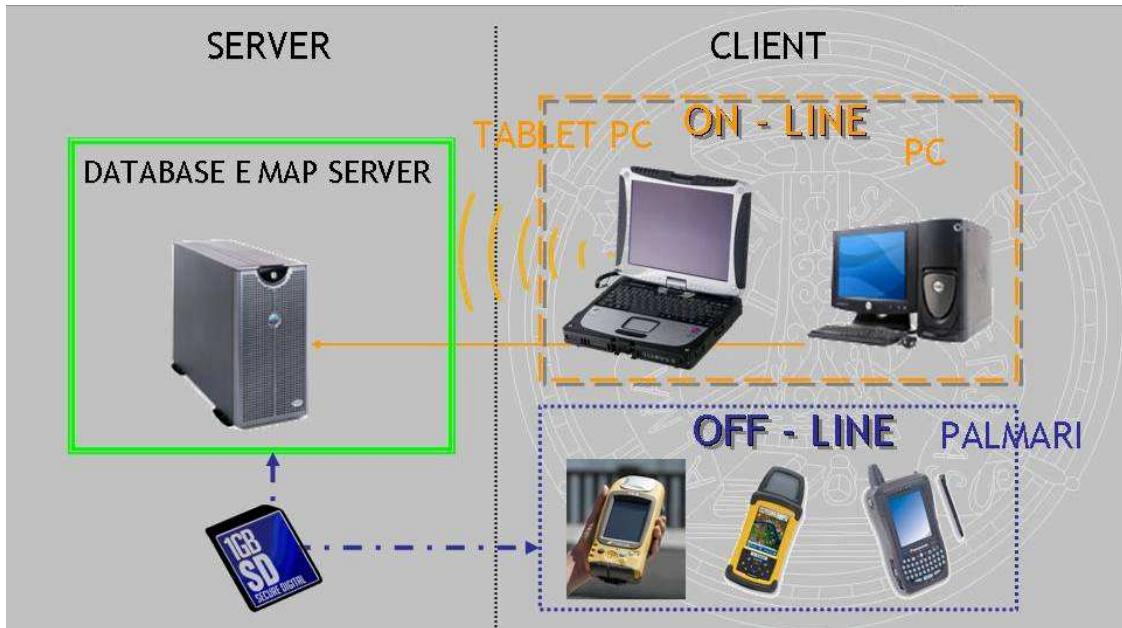 SERVER
CLIENT
DATABASE E MAP SERVER
ON - LINE
TABLET PC
PC
OFF - LINE
PALMARI
1GB
SD
SECURE DIGITAL